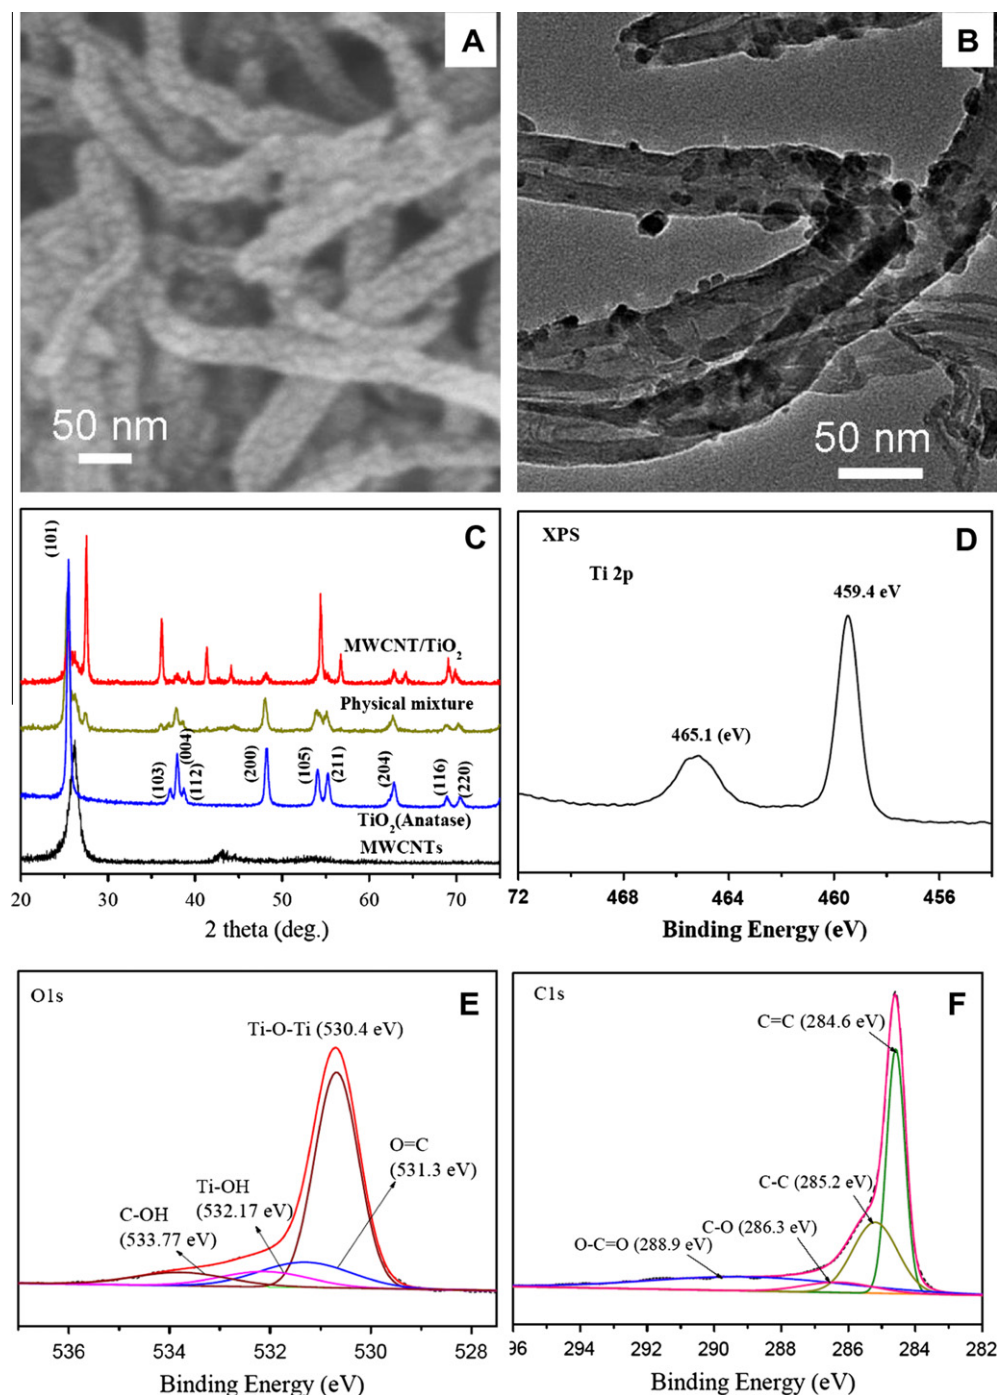 A
50 nm
B
50 nm
C
(101)
MWCNT/TiO₂
Physical mixture
(103)
(004)
(112)
(200)
(105)
(211)
(204)
(116)
(220)
TiO₂(Anatase)
MWCNTs
20 30 40 50 60 70
2 theta (deg.)
D
XPS
Ti 2p
459.4 eV
465.1 (eV)
72 468 464 460 456
Binding Energy (eV)
E
O1s
Ti-O-Ti (530.4 eV)
O=C
(531.3 eV)
Ti-OH
(532.17 eV)
C-OH
(533.77 eV)
536 534 532 530 528
Binding Energy (eV)
F
C1s
C=C (284.6 eV)
C-C (285.2 eV)
C-O (286.3 eV)
O-C=O (288.9 eV)
96 294 292 290 288 286 284 282
Binding Energy (eV)